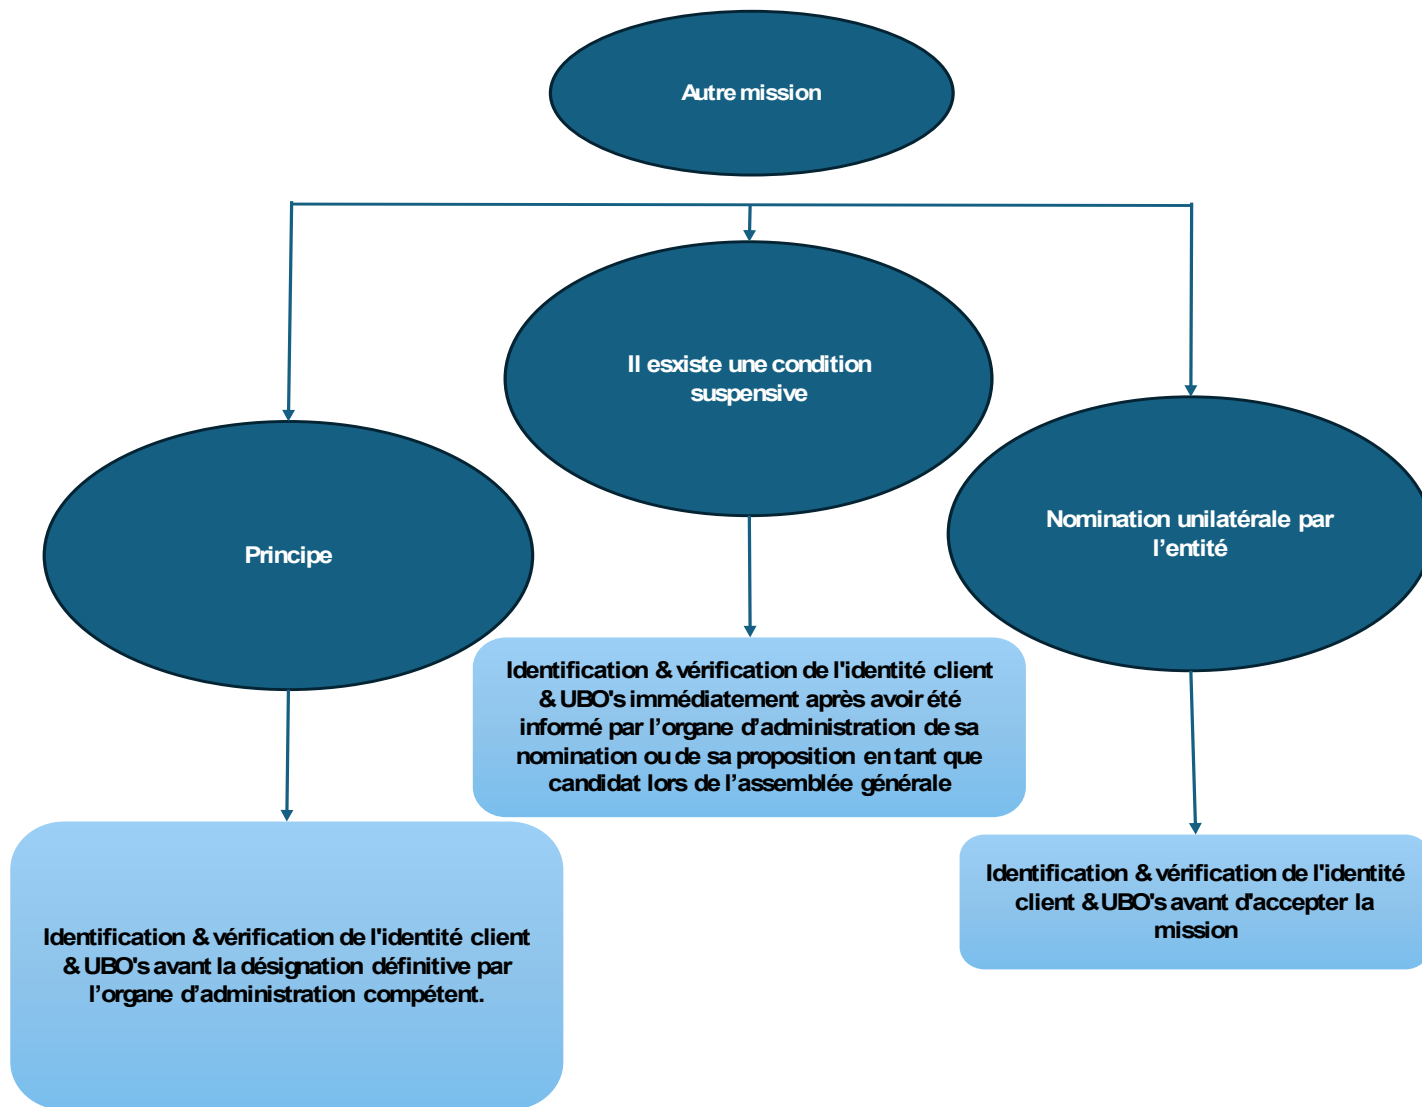 Autre mission
Il esxiste une condition
suspensive
Nomination unilatérale par
l’entité
Principe
Identification & vérification de l'identité client
& UBO's immédiatement après avoir été
informé par l’organe d’administration de sa
nomination ou de sa proposition en tant que
candidat lors de l’assemblée générale
Identification & vérification de l'identité
client & UBO's avant d'accepter la
mission
Identification & vérification de l'identité client
& UBO's avant la désignation définitive par
l’organe d’administration compétent.